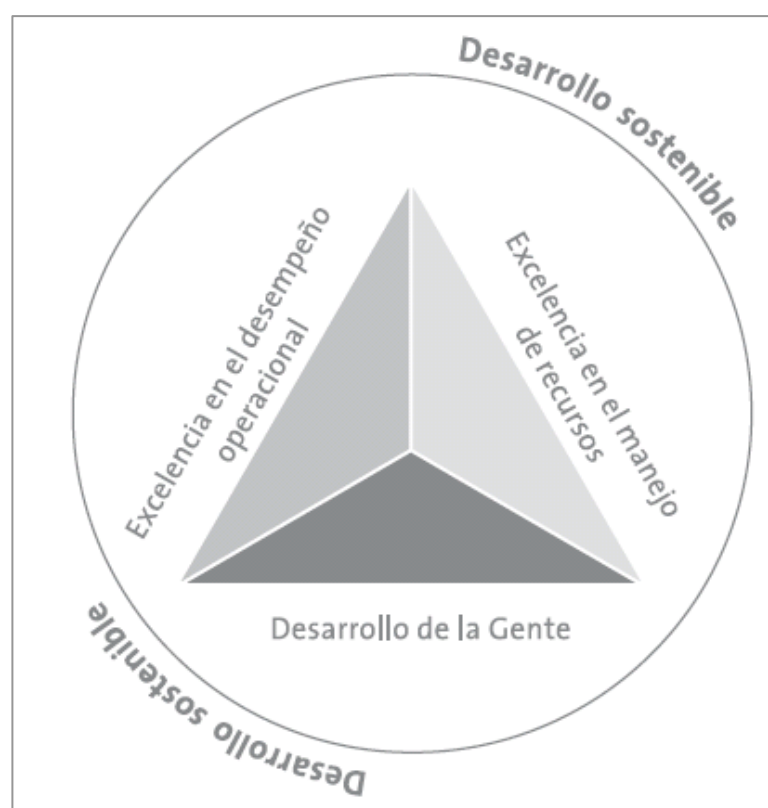 Desarrollo sostenible
Excelencia en el desempeño
operacional
Excelencia en el manejo
de recursos
Desarrollo de la Gente
Desarrollo sostenible